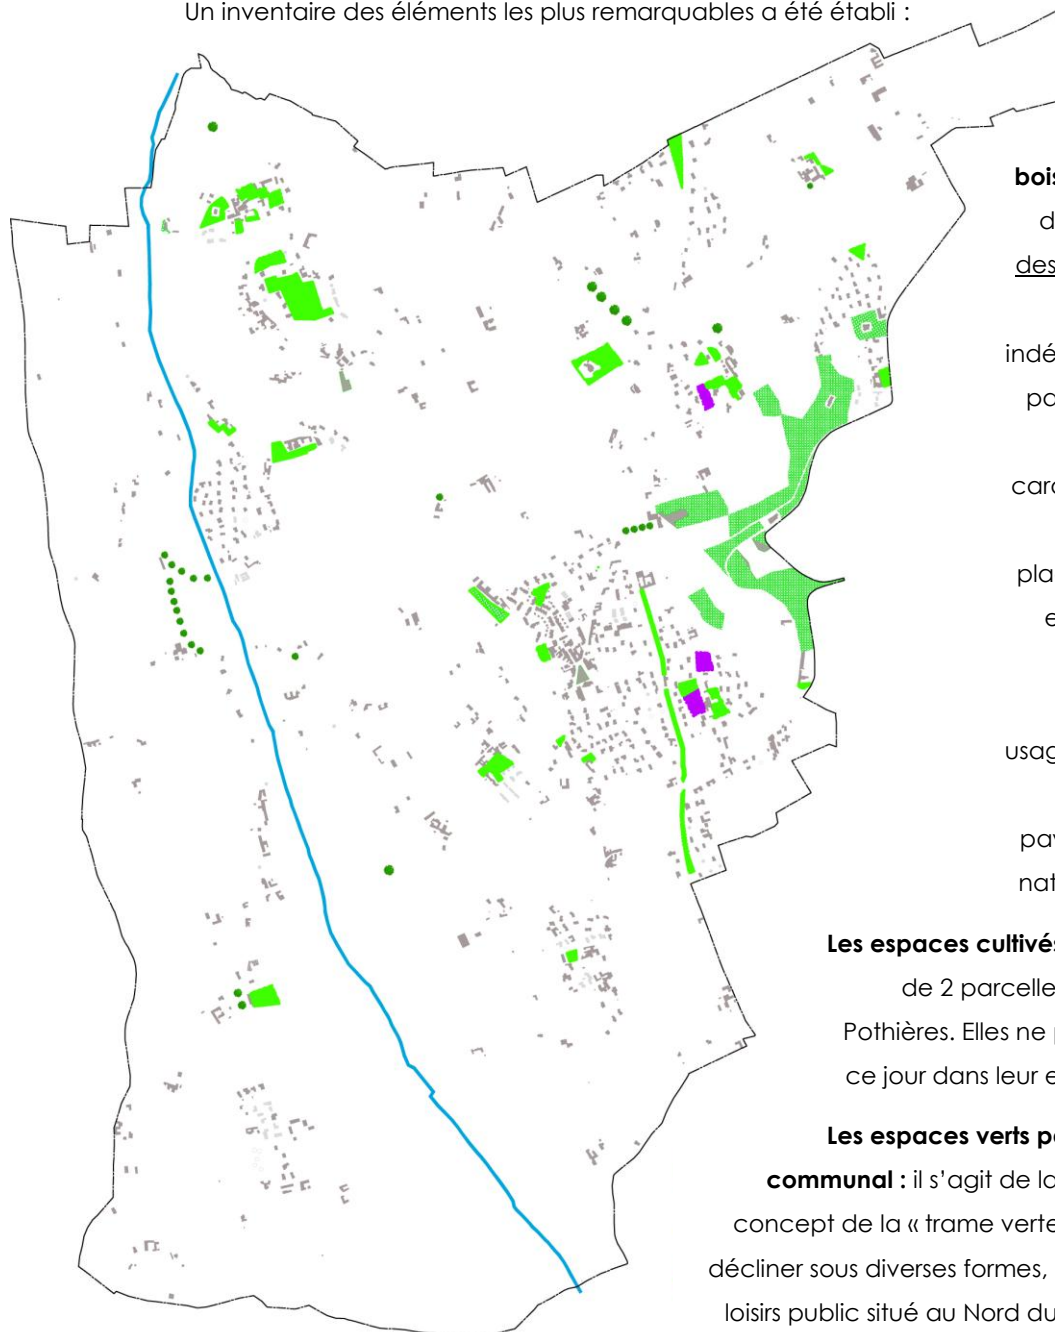 Un inventaire des éléments les plus remarquables a été établi :
bois
d
des
indé
pa
cara
pla
e
usag
pay
nat
Les espaces cultivés
de 2 parcelle
Pothières. Elles ne p
ce jour dans leur e
Les espaces verts pa
communal : il s’agit de la
concept de la « trame verte
décliner sous diverses formes,
loisirs public situé au Nord du